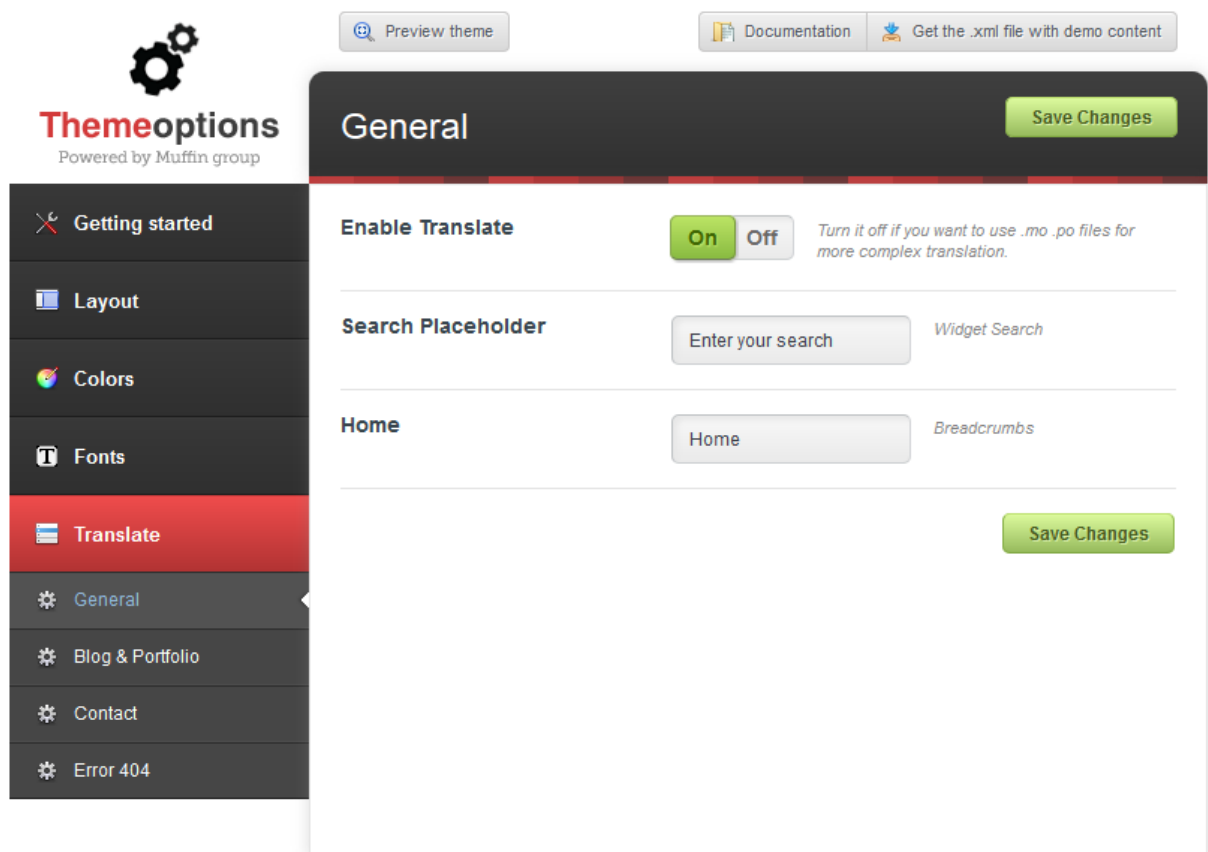 Preview theme
Documentation
Get the .xml file with demo content
Themeoptions
Powered by Muffin group
General
Save Changes
Getting started
Layout
Colors
Fonts
Translate
General
Blog & Portfolio
Contact
Error 404
Enable Translate
On
Off
Turn it off if you want to use .mo .po files for
more complex translation.
Search Placeholder
Enter your search
Widget Search
Home
Home
Breadcrumbs
Save Changes